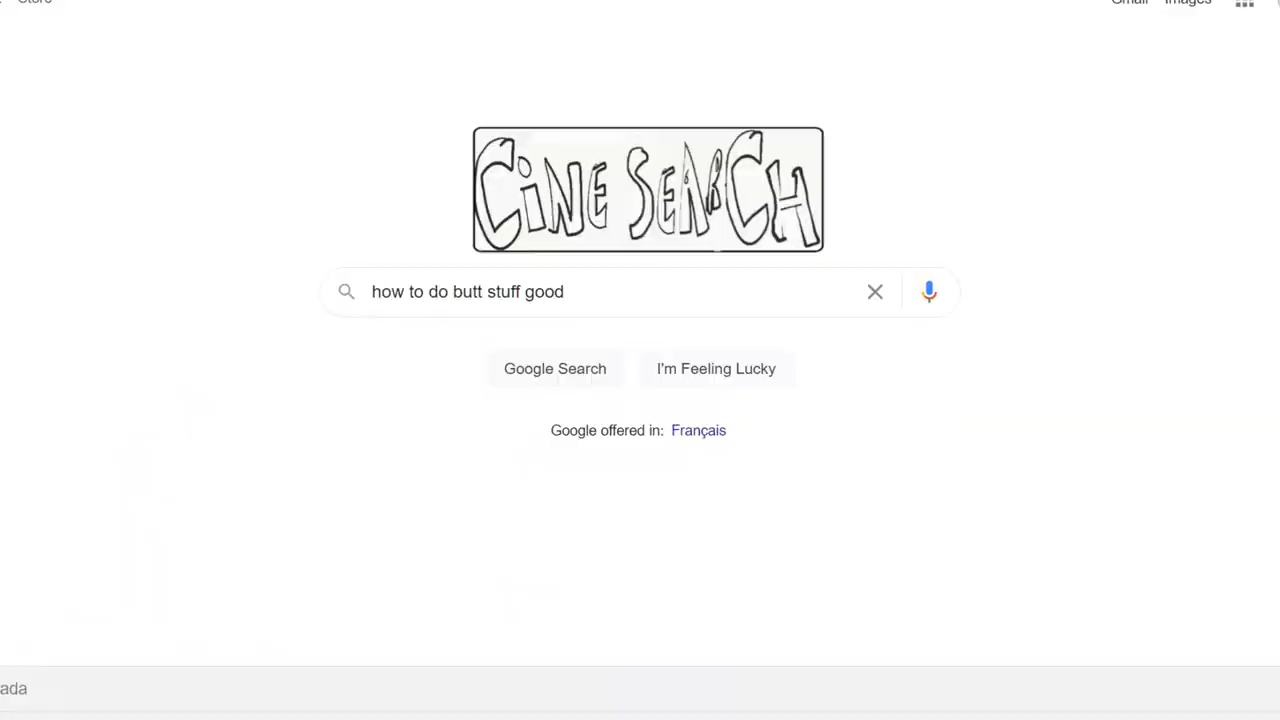 Store
Gmail Images
CiNE SEARCH
how to do butt stuff good
Google Search I'm Feeling Lucky
Google offered in: Français
ada